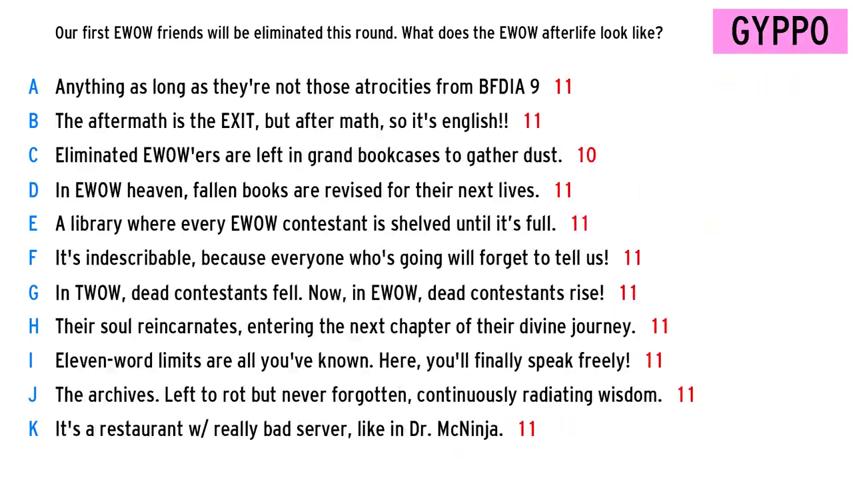 Our first EWOW friends will be eliminated this round. What does the EWOW afterlife look like?
GYPPO
A Anything as long as they're not those atrocities from BFDIA 9 11
B The aftermath is the EXIT, but after math, so it's english!! 11
C Eliminated EWOW'ers are left in grand bookcases to gather dust. 10
D In EWOW heaven, fallen books are revised for their next lives. 11
E A library where every EWOW contestant is shelved until it’s full. 11
F It's indescribable, because everyone who's going will forget to tell us! 11
G In TWOW, dead contestants fell. Now, in EWOW, dead contestants rise! 11
H Their soul reincarnates, entering the next chapter of their divine journey. 11
I Eleven-word limits are all you've known. Here, you'll finally speak freely! 11
J The archives. Left to rot but never forgotten, continuously radiating wisdom. 11
K It's a restaurant w/ really bad server, like in Dr. McNinja. 11